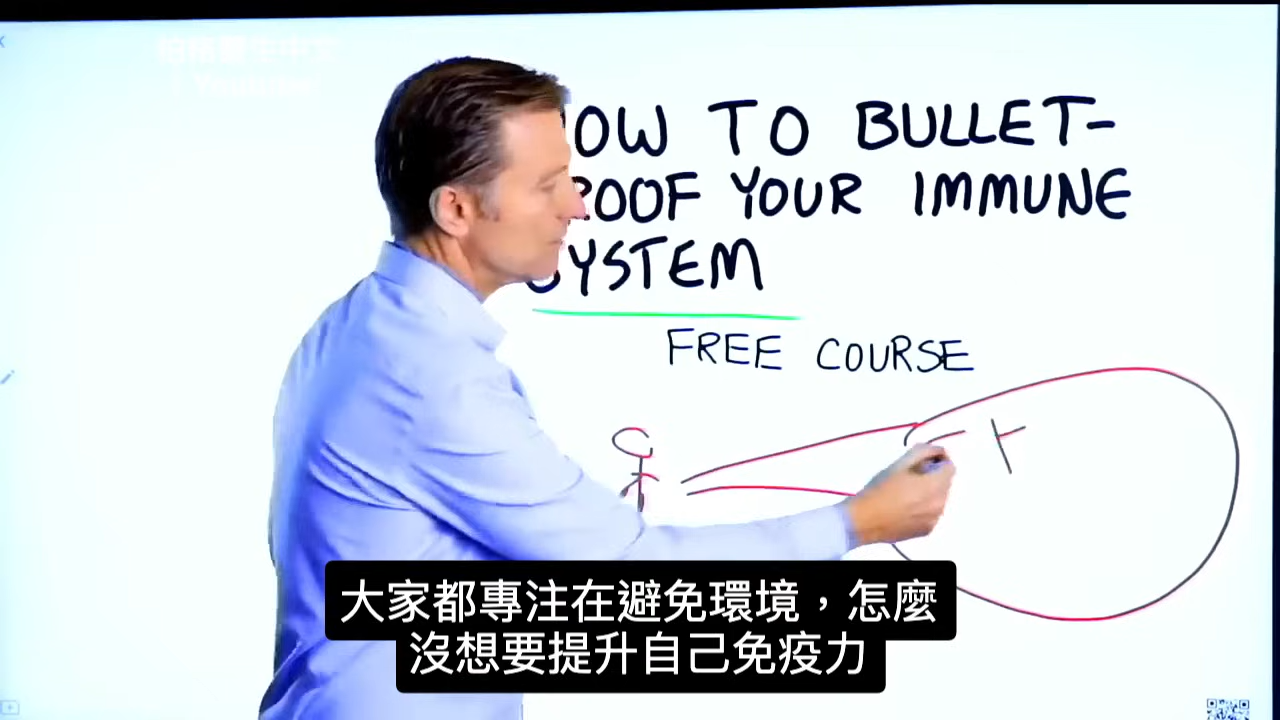 OW TO BULLET-
ROOF YOUR IMMUNE
SYSTEM
FREE COURSE
大家都專注在避免環境，怎麼
沒想要提升自己免疫力